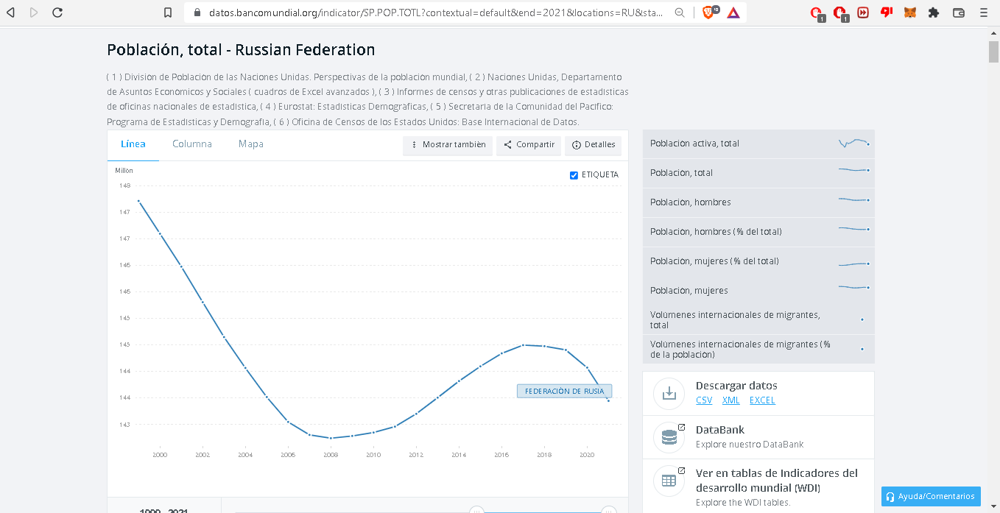 datos.bancomundial.org/indicator/SP.POP.TOTL?contextual=default&end=2021&locations=RU&sta...
1
1
Población, total - Russian Federation
( 1 ) División de Población de las Naciones Unidas. Perspectivas de la población mundial, ( 2 ) Naciones Unidas, Departamento
de Asuntos Económicos y Sociales ( cuadros de Excel avanzados ), ( 3 ) Informes de censos y otras publicaciones de estadísticas
de oficinas nacionales de estadística, ( 4 ) Eurostat: Estadísticas Demográficas, ( 5 ) Secretaría de la Comunidad del Pacífico:
Programa de Estadísticas y Demografía, ( 6 ) Oficina de Censos de los Estados Unidos: Base Internacional de Datos.
Línea Columna Mapa Mostrar también Compartir Detalles
Millón
ETIQUETA
148
147
147
146
146
145
145
144
144
143
FEDERACIÓN DE RUSIA
2000 2002 2004 2006 2008 2010 2012 2014 2016 2018 2020
1999 - 2021
Población activa, total
Población, total
Población, hombres
Población, hombres (% del total)
Población, mujeres (% del total)
Población, mujeres
Volúmenes internacionales de migrantes,
total
Volúmenes internacionales de migrantes (%
de la población)
Descargar datos
CSV XML EXCEL
DataBank
Explore nuestro DataBank
Ver en tablas de Indicadores del
desarrollo mundial (WDI)
Explore the WDI tables.
Ayuda/Comentarios